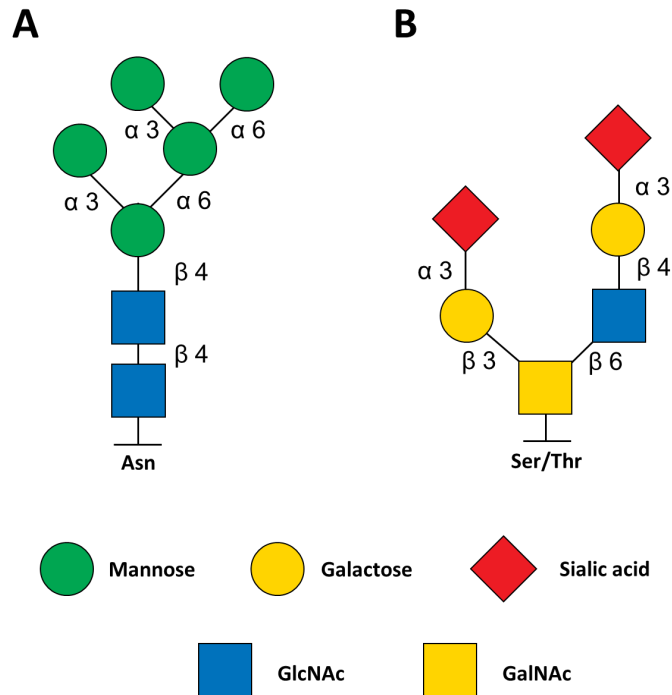 A
B
α 3
α 6
α 3
α 6
α 3
β 4
α 3
β 4
β 4
β 3
β 6
Asn
Ser/Thr
Mannose
Galactose
Sialic acid
GlcNAc
GalNAc